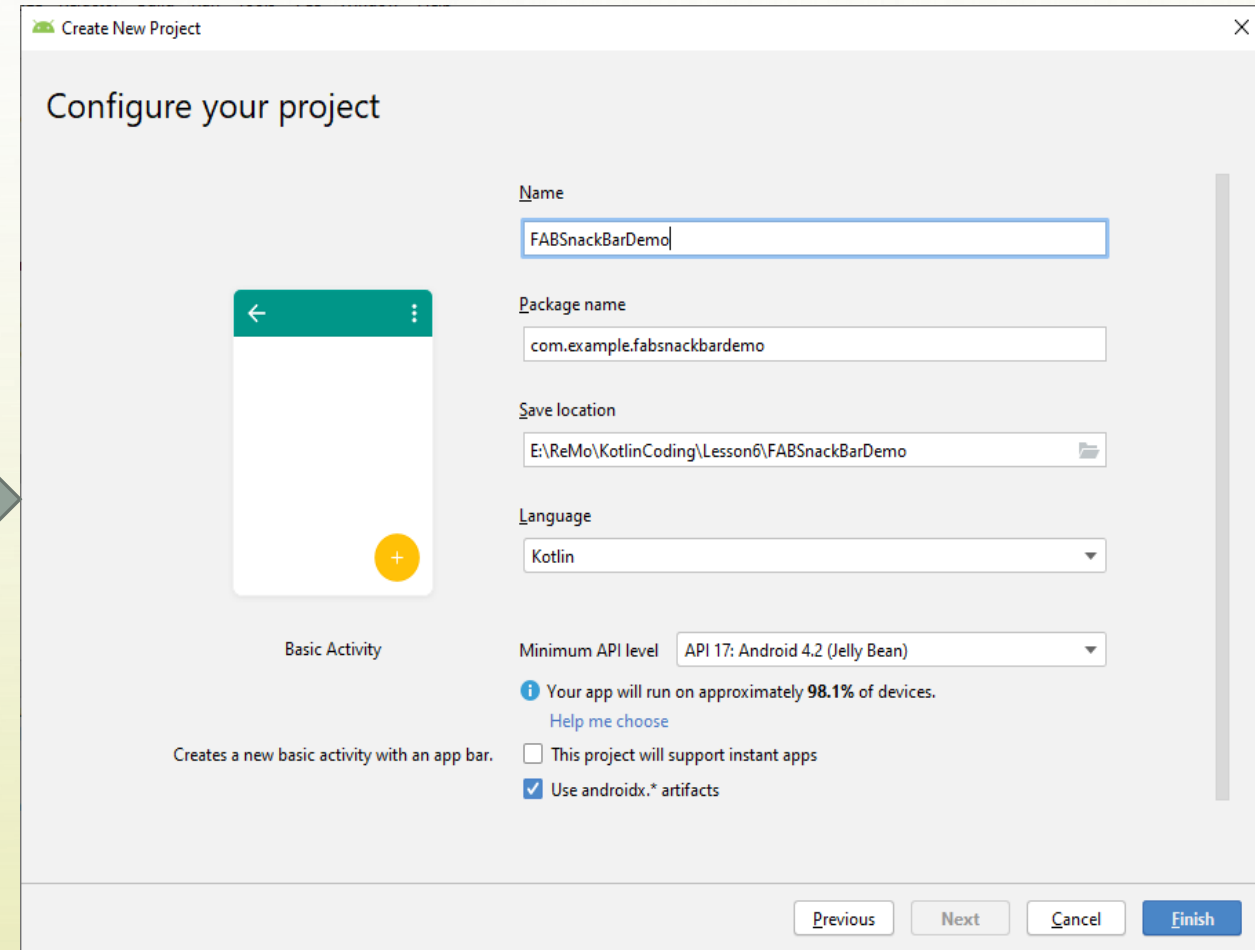 Create New Project
Configure your project
Name
FABSnackBarDemo
Package name
com.example.fabsnackbardemo
Save location
E:\ReMo\KotlinCoding\Lesson6\FABSnackBarDemo
Language
Kotlin
Basic Activity
Minimum API level API 17: Android 4.2 (Jelly Bean)
Your app will run on approximately 98.1% of devices.
Help me choose
Creates a new basic activity with an app bar.
This project will support instant apps
Use androidx.* artifacts
Previous Next Cancel Finish